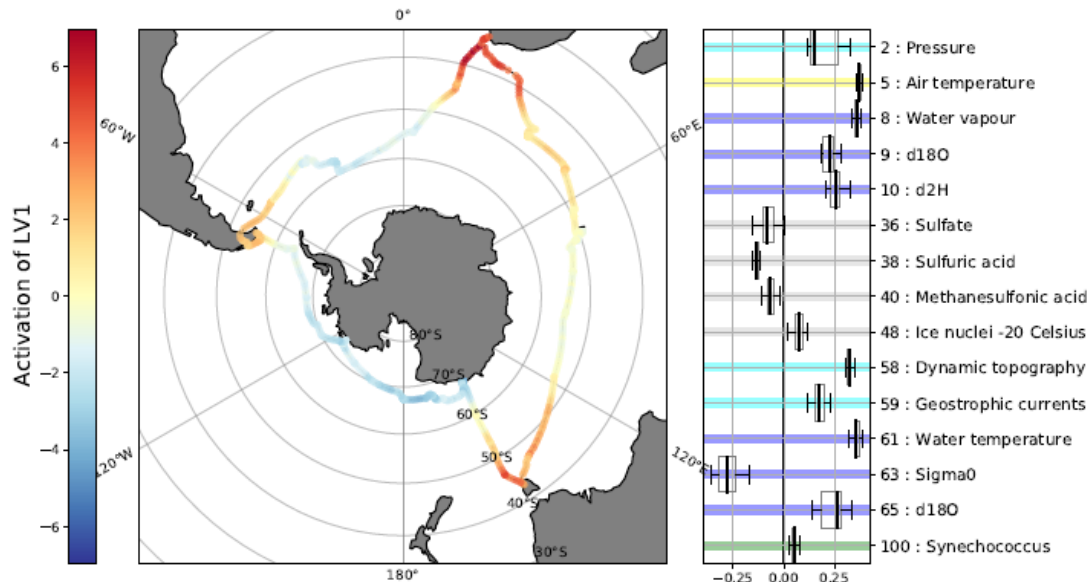 Activation of LV1
6
4
2
0
−2
−4
−6
0°
60°W
60°E
120°W
120°E
180°
80°S
70°S
60°S
50°S
40°S
30°S
2 : Pressure
5 : Air temperature
8 : Water vapour
9 : d18O
10 : d2H
36 : Sulfate
38 : Sulfuric acid
40 : Methanesulfonic acid
48 : Ice nuclei -20 Celsius
58 : Dynamic topography
59 : Geostrophic currents
61 : Water temperature
63 : Sigma0
65 : d18O
100 : Synechococcus
−0.25 0.00 0.25